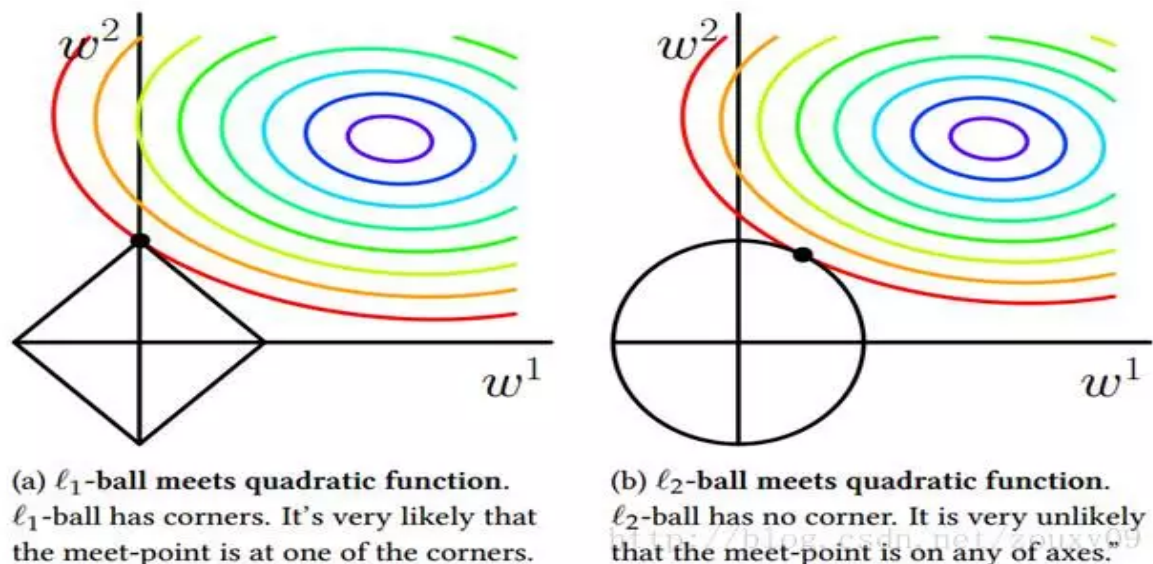 w²
w¹
(a) ℓ₁-ball meets quadratic function.
ℓ₁-ball has corners. It's very likely that
the meet-point is at one of the corners.
w²
w¹
(b) ℓ₂-ball meets quadratic function.
ℓ₂-ball has no corner. It is very unlikely
that the meet-point is on any of axes."
http://blog.csdn.net/zouxy09